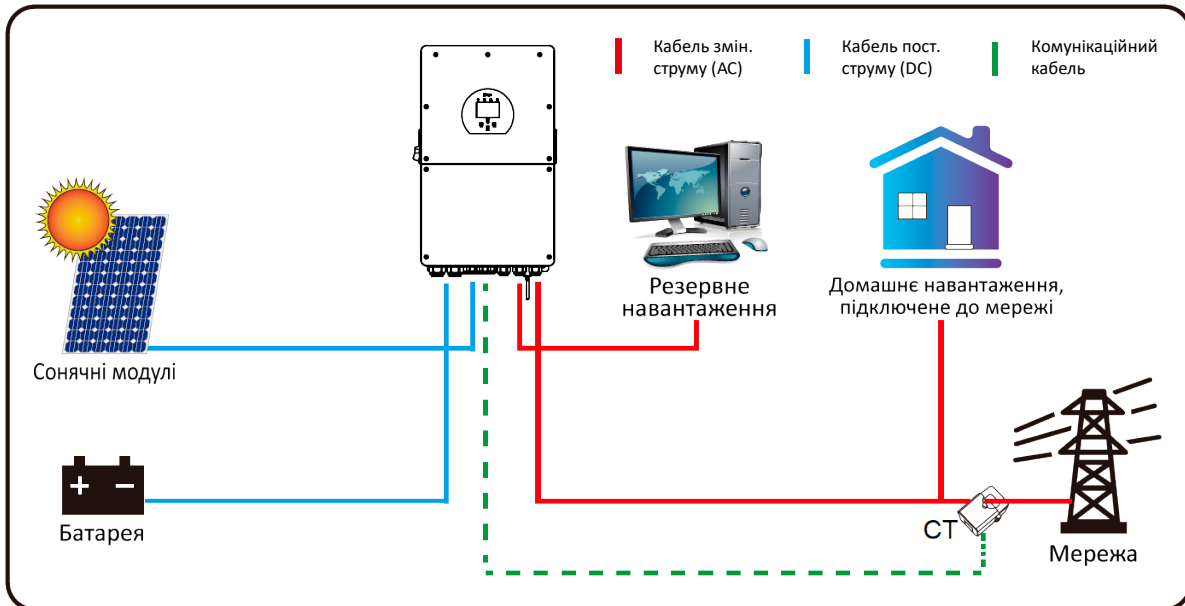 Кабель змін.
струму (AC)
Кабель пост.
струму (DC)
Комунікаційний
кабель
Резервне
навантаження
Домашнє навантаження,
підключене до мережі
Сонячні модулі
Батарея
CT
Мережа